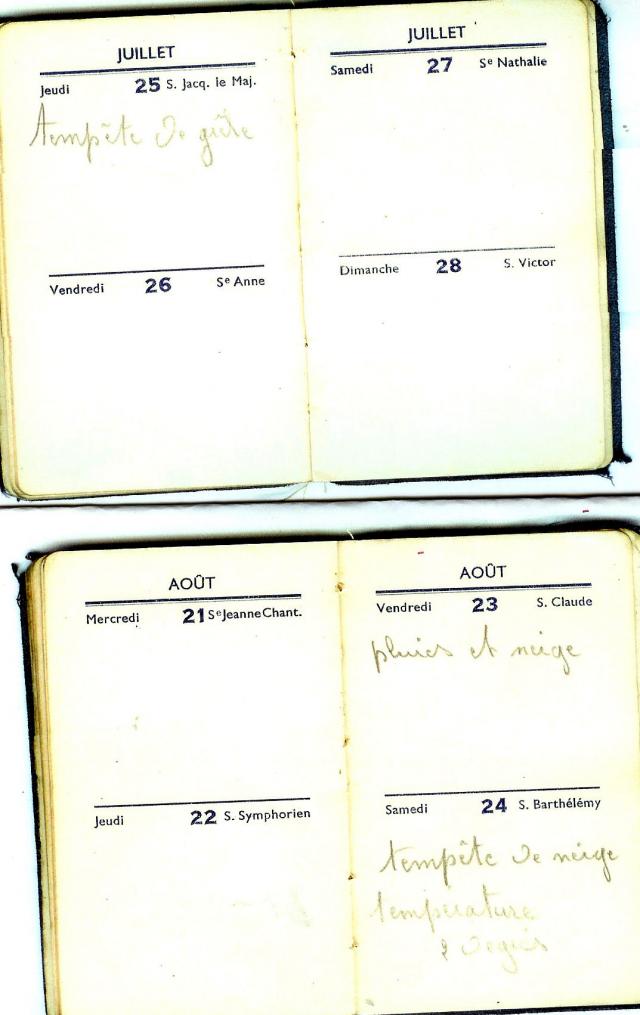 JUILLET
Jeudi 25 S. Jacq. le Maj.
tempête de grêle
Vendredi 26 Sᵉ Anne
JUILLET
Samedi 27 Sᵉ Nathalie
Dimanche 28 S. Victor
AOÛT
Mercredi 21 Sᵉ Jeanne Chant.
Jeudi 22 S. Symphorien
AOÛT
Vendredi 23 S. Claude
pluies et neige
Samedi 24 S. Barthélémy
tempête de neige
temperature
2 degrés